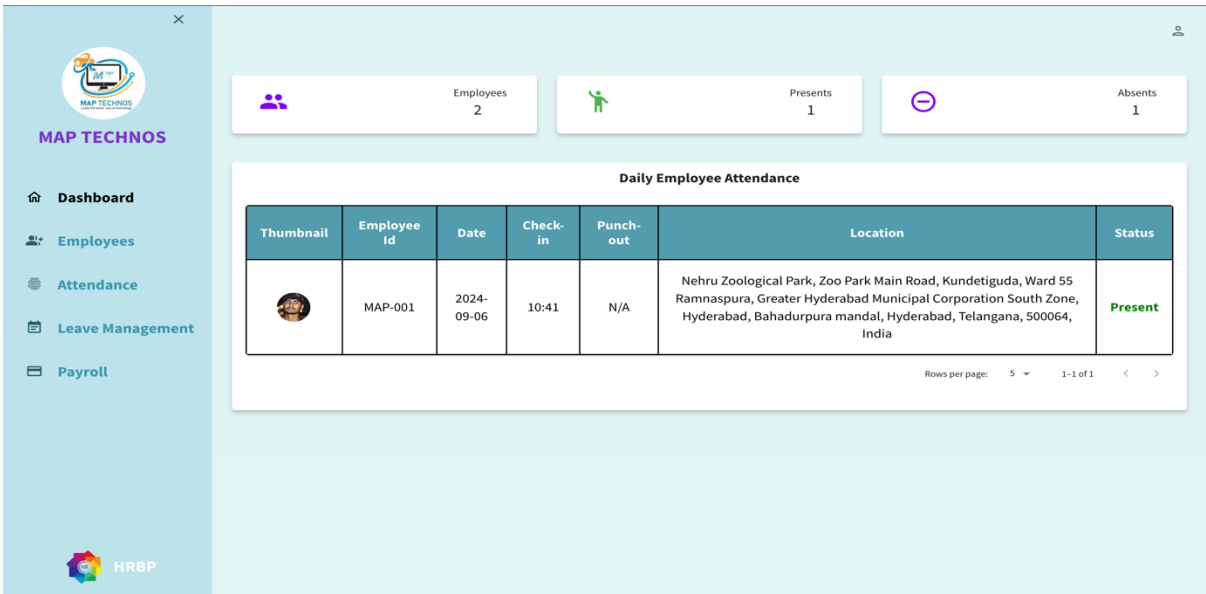 MAP TECHNOS
MAP TECHNOS
Dashboard
Employees
Attendance
Leave Management
Payroll
HRBP
Employees
2
Presents
1
Absents
1
Daily Employee Attendance
Thumbnail
Employee
Id
Date
Check-
in
Punch-
out
Location
Status
MAP-001
2024-
09-06
10:41
N/A
Nehru Zoological Park, Zoo Park Main Road, Kundetiguda, Ward 55
Ramnaspura, Greater Hyderabad Municipal Corporation South Zone,
Hyderabad, Bahadurpura mandal, Hyderabad, Telangana, 500064,
India
Present
Rows per page: 5 1–1 of 1